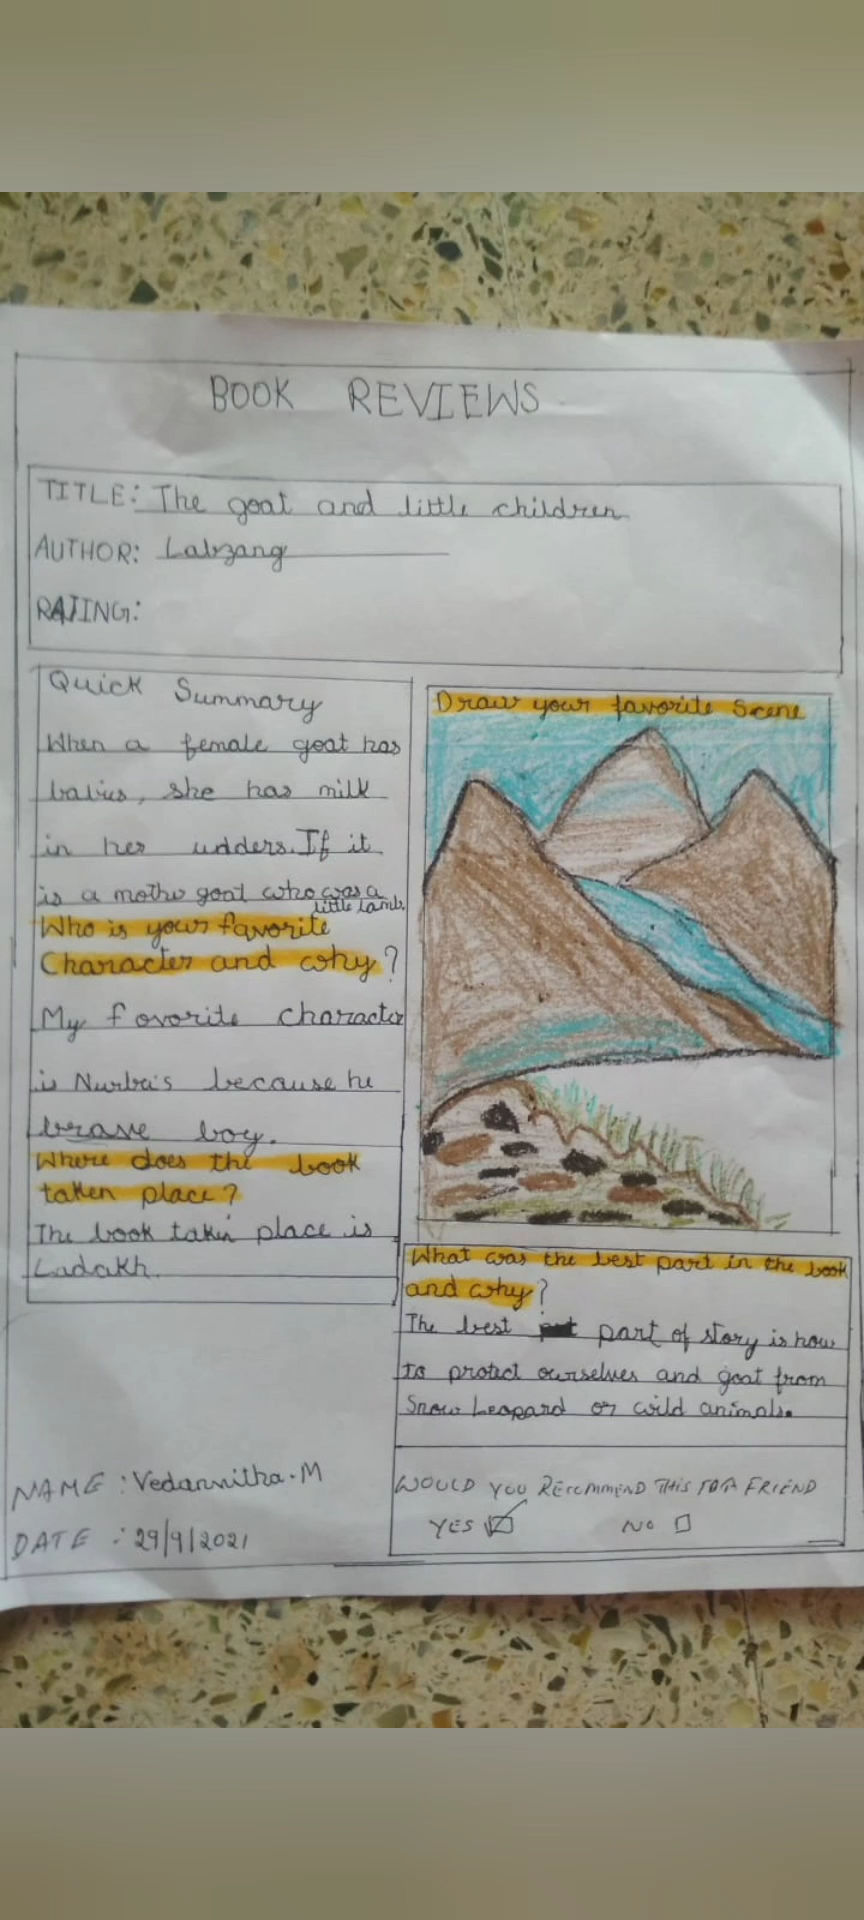 BOOK REVIEWS
TITLE: The goat and little children
AUTHOR: Labzang
RATING:
Quick Summary
When a female goat has
babies, she has milk
in her udders. If it
is a mothe goat who was a
little lamb.
Who is your favorite
Character and why?
My favorite character
is Nurbu's because he
brave boy.
Where does the book
taken place?
The book taken place is
Ladakh.
Draw your favorite Scene
What was the best part in the book
and why?
The best part of story is how
to protect ourselves and goat from
Snow Leapard or wild animals.
WOULD YOU RECOMMEND THIS TO A FRIEND
YES NO
NAME : Vedannitha.M
DATE : 29/9/2021